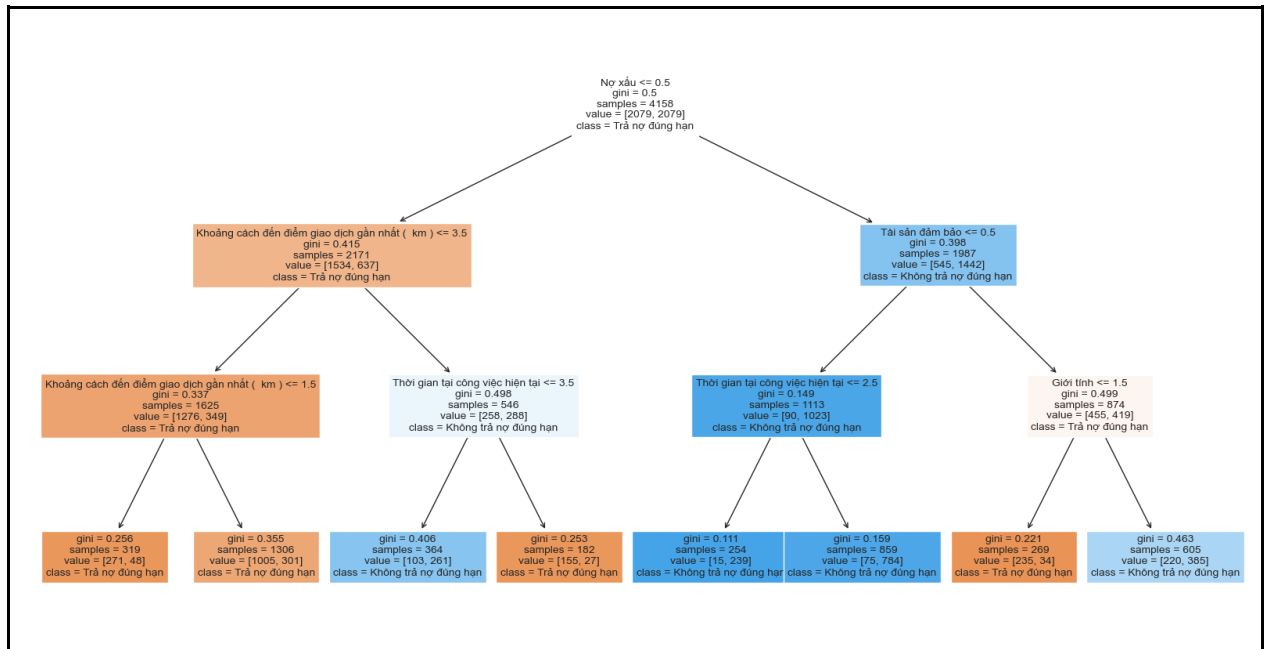 Nợ xấu <= 0.5
gini = 0.5
samples = 4158
value = [2079, 2079]
class = Trả nợ đúng hạn
Khoảng cách đến điểm giao dịch gần nhất (  km ) <= 3.5
gini = 0.415
samples = 2171
value = [1534, 637]
class = Trả nợ đúng hạn
Tài sản đảm bảo <= 0.5
gini = 0.398
samples = 1987
value = [545, 1442]
class = Không trả nợ đúng hạn
Khoảng cách đến điểm giao dịch gần nhất (  km ) <= 1.5
gini = 0.337
samples = 1625
value = [1276, 349]
class = Trả nợ đúng hạn
Thời gian tại công việc hiện tại <= 3.5
gini = 0.498
samples = 546
value = [258, 288]
class = Không trả nợ đúng hạn
Thời gian tại công việc hiện tại <= 2.5
gini = 0.149
samples = 1113
value = [90, 1023]
class = Không trả nợ đúng hạn
Giới tính <= 1.5
gini = 0.499
samples = 874
value = [455, 419]
class = Trả nợ đúng hạn
gini = 0.256
samples = 319
value = [271, 48]
class = Trả nợ đúng hạn
gini = 0.355
samples = 1306
value = [1005, 301]
class = Trả nợ đúng hạn
gini = 0.406
samples = 364
value = [103, 261]
class = Không trả nợ đúng hạn
gini = 0.253
samples = 182
value = [155, 27]
class = Trả nợ đúng hạn
gini = 0.111
samples = 254
value = [15, 239]
class = Không trả nợ đúng hạn
gini = 0.159
samples = 859
value = [75, 784]
class = Không trả nợ đúng hạn
gini = 0.221
samples = 269
value = [235, 34]
class = Trả nợ đúng hạn
gini = 0.463
samples = 605
value = [220, 385]
class = Không trả nợ đúng hạn